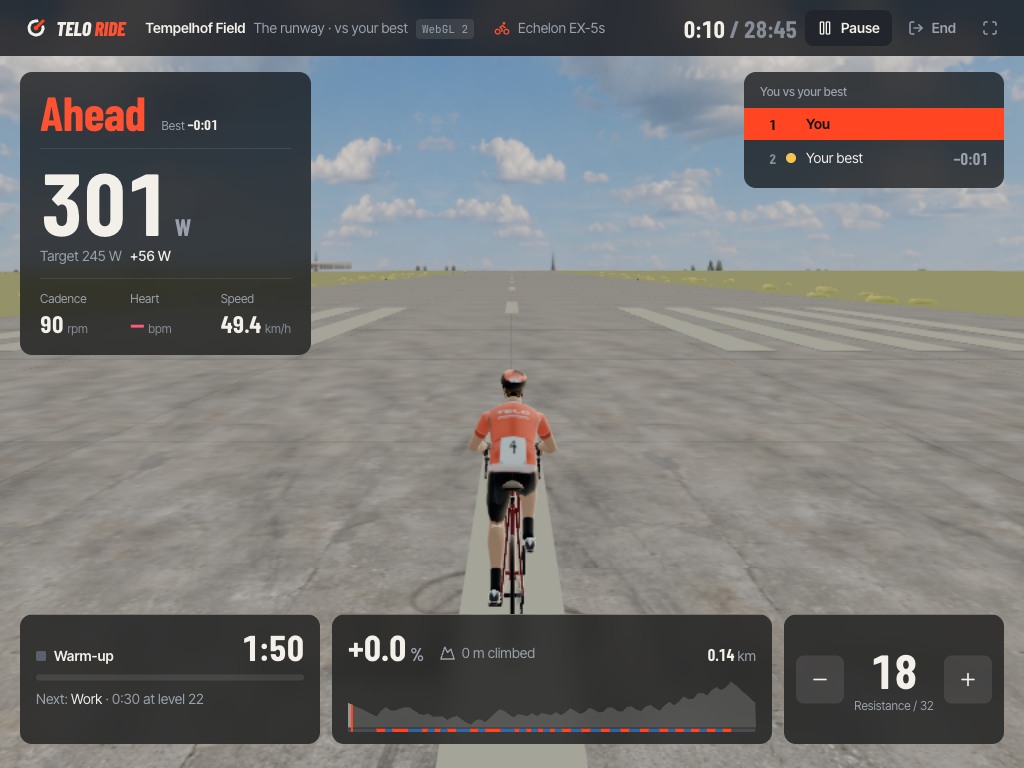 TELO RIDE
Tempelhof Field The runway · vs your best WebGL 2
Echelon EX-5s
0:10 / 28:45
Pause
End
Ahead Best −0:01
301 W
Target 245 W +56 W
Cadence Heart Speed
90 rpm – bpm 49.4 km/h
You vs your best
1 You
2 Your best −0:01
TELO
4
Warm-up 1:50
Next: Work · 0:30 at level 22
+0.0 % 0 m climbed 0.14 km
− 18 +
Resistance / 32